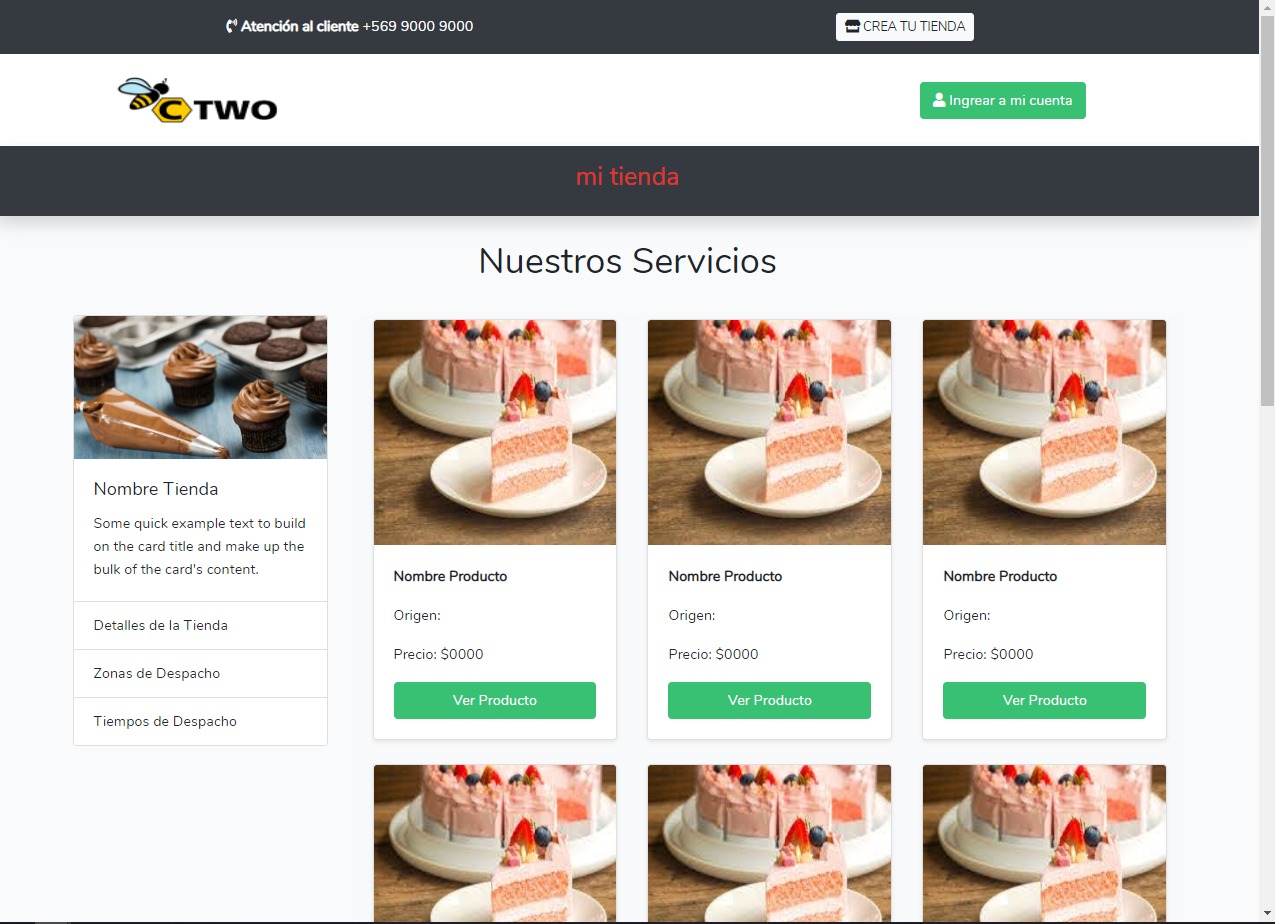 Atención al cliente +569 9000 9000
CREA TU TIENDA
C TWO
Ingrear a mi cuenta
mi tienda
Nuestros Servicios
Nombre Tienda
Some quick example text to build
on the card title and make up the
bulk of the card's content.
Detalles de la Tienda
Zonas de Despacho
Tiempos de Despacho
Nombre Producto
Origen:
Precio: $0000
Ver Producto
Nombre Producto
Origen:
Precio: $0000
Ver Producto
Nombre Producto
Origen:
Precio: $0000
Ver Producto